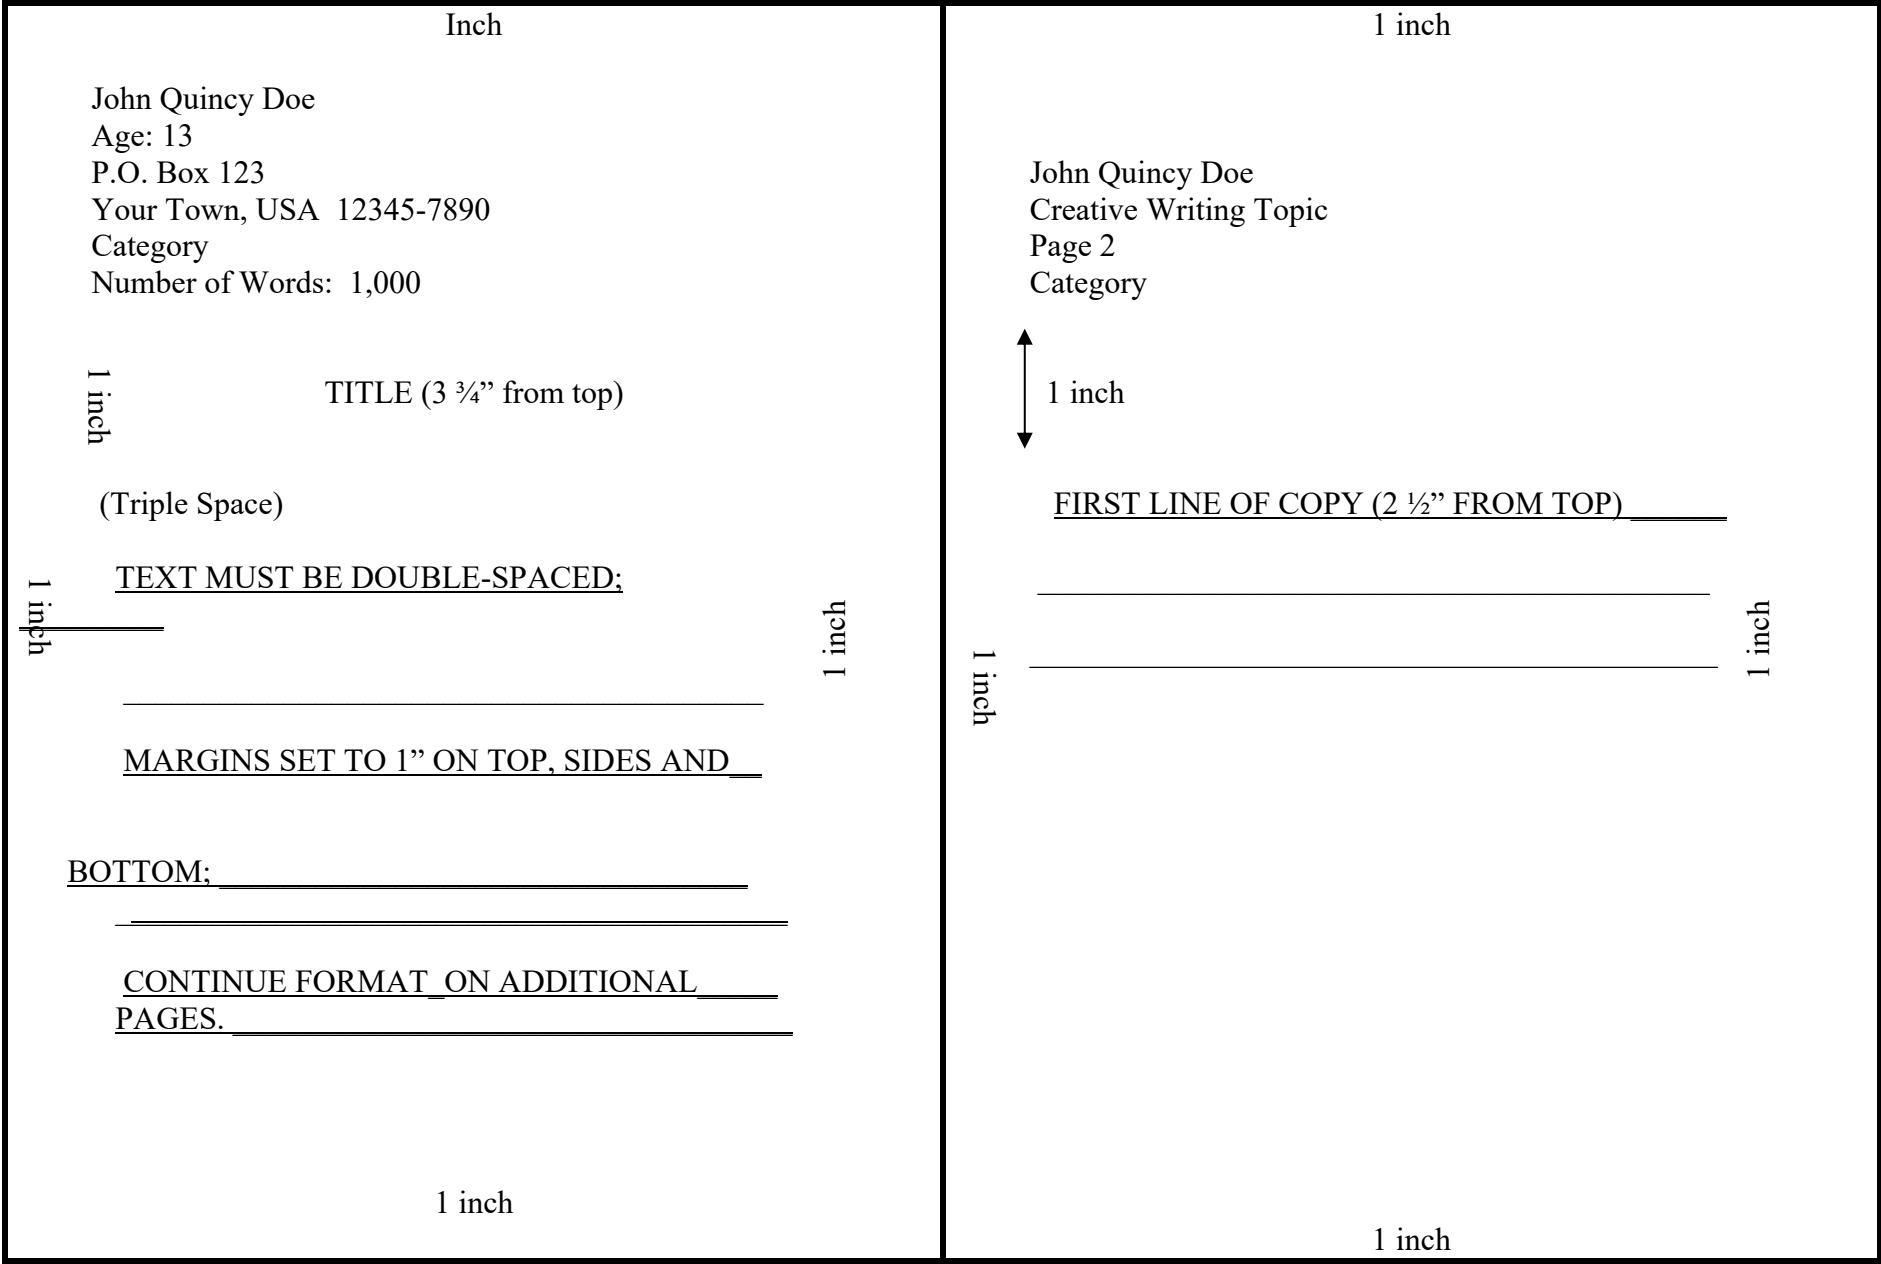 Inch
John Quincy Doe
Age: 13
P.O. Box 123
Your Town, USA  12345-7890
Category
Number of Words:  1,000
1 inch
TITLE (3 ¾” from top)
(Triple Space)
TEXT MUST BE DOUBLE-SPACED;
1 inch
1 inch
MARGINS SET TO 1” ON TOP, SIDES AND
BOTTOM;
CONTINUE FORMAT_ON ADDITIONAL
PAGES.
1 inch
1 inch
John Quincy Doe
Creative Writing Topic
Page 2
Category
1 inch
FIRST LINE OF COPY (2 ½” FROM TOP)
1 inch
1 inch
1 inch